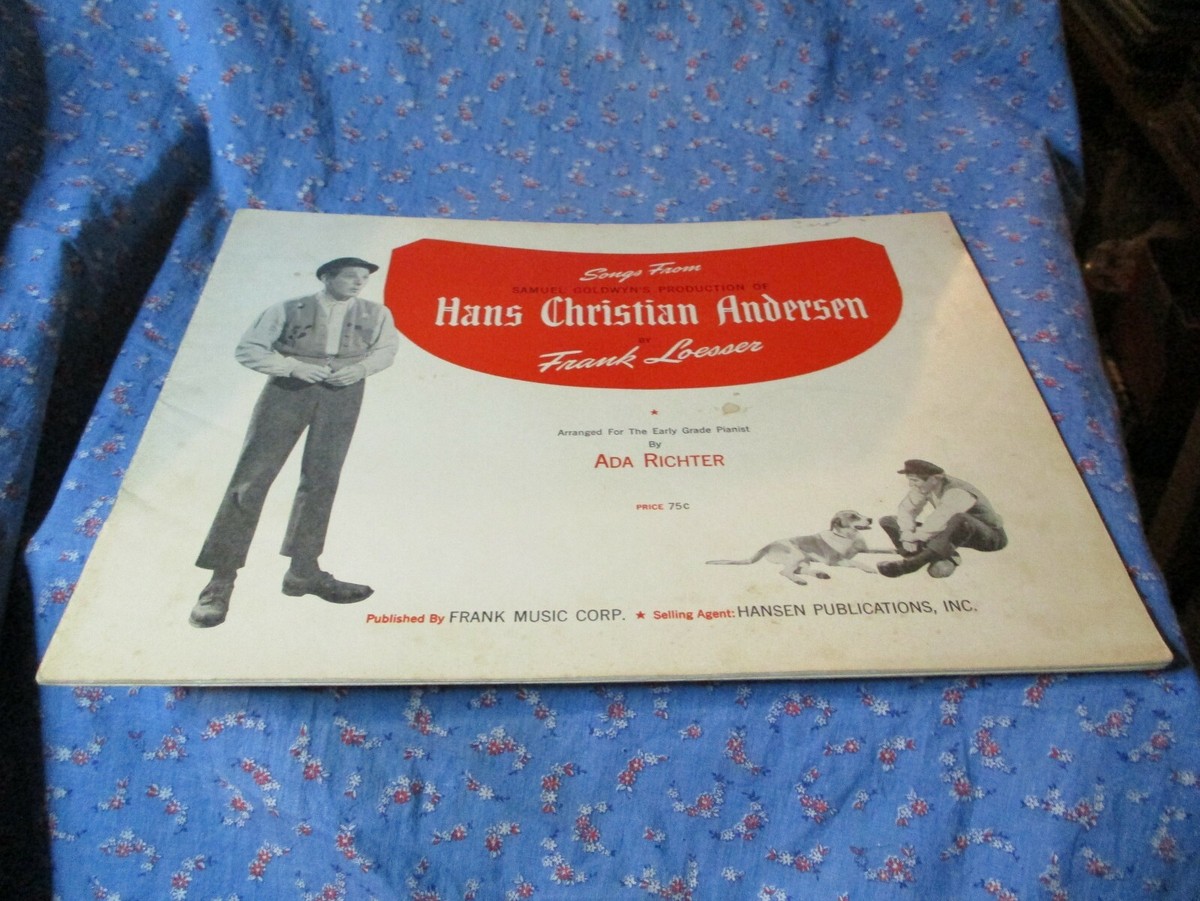 Songs From
SAMUEL GOLDWYN'S PRODUCTION OF
Hans Christian Andersen
BY
Frank Loesser
Arranged For The Early Grade Pianist
By
ADA RICHTER
PRICE 75¢
Published By FRANK MUSIC CORP. ★ Selling Agent: HANSEN PUBLICATIONS, INC.